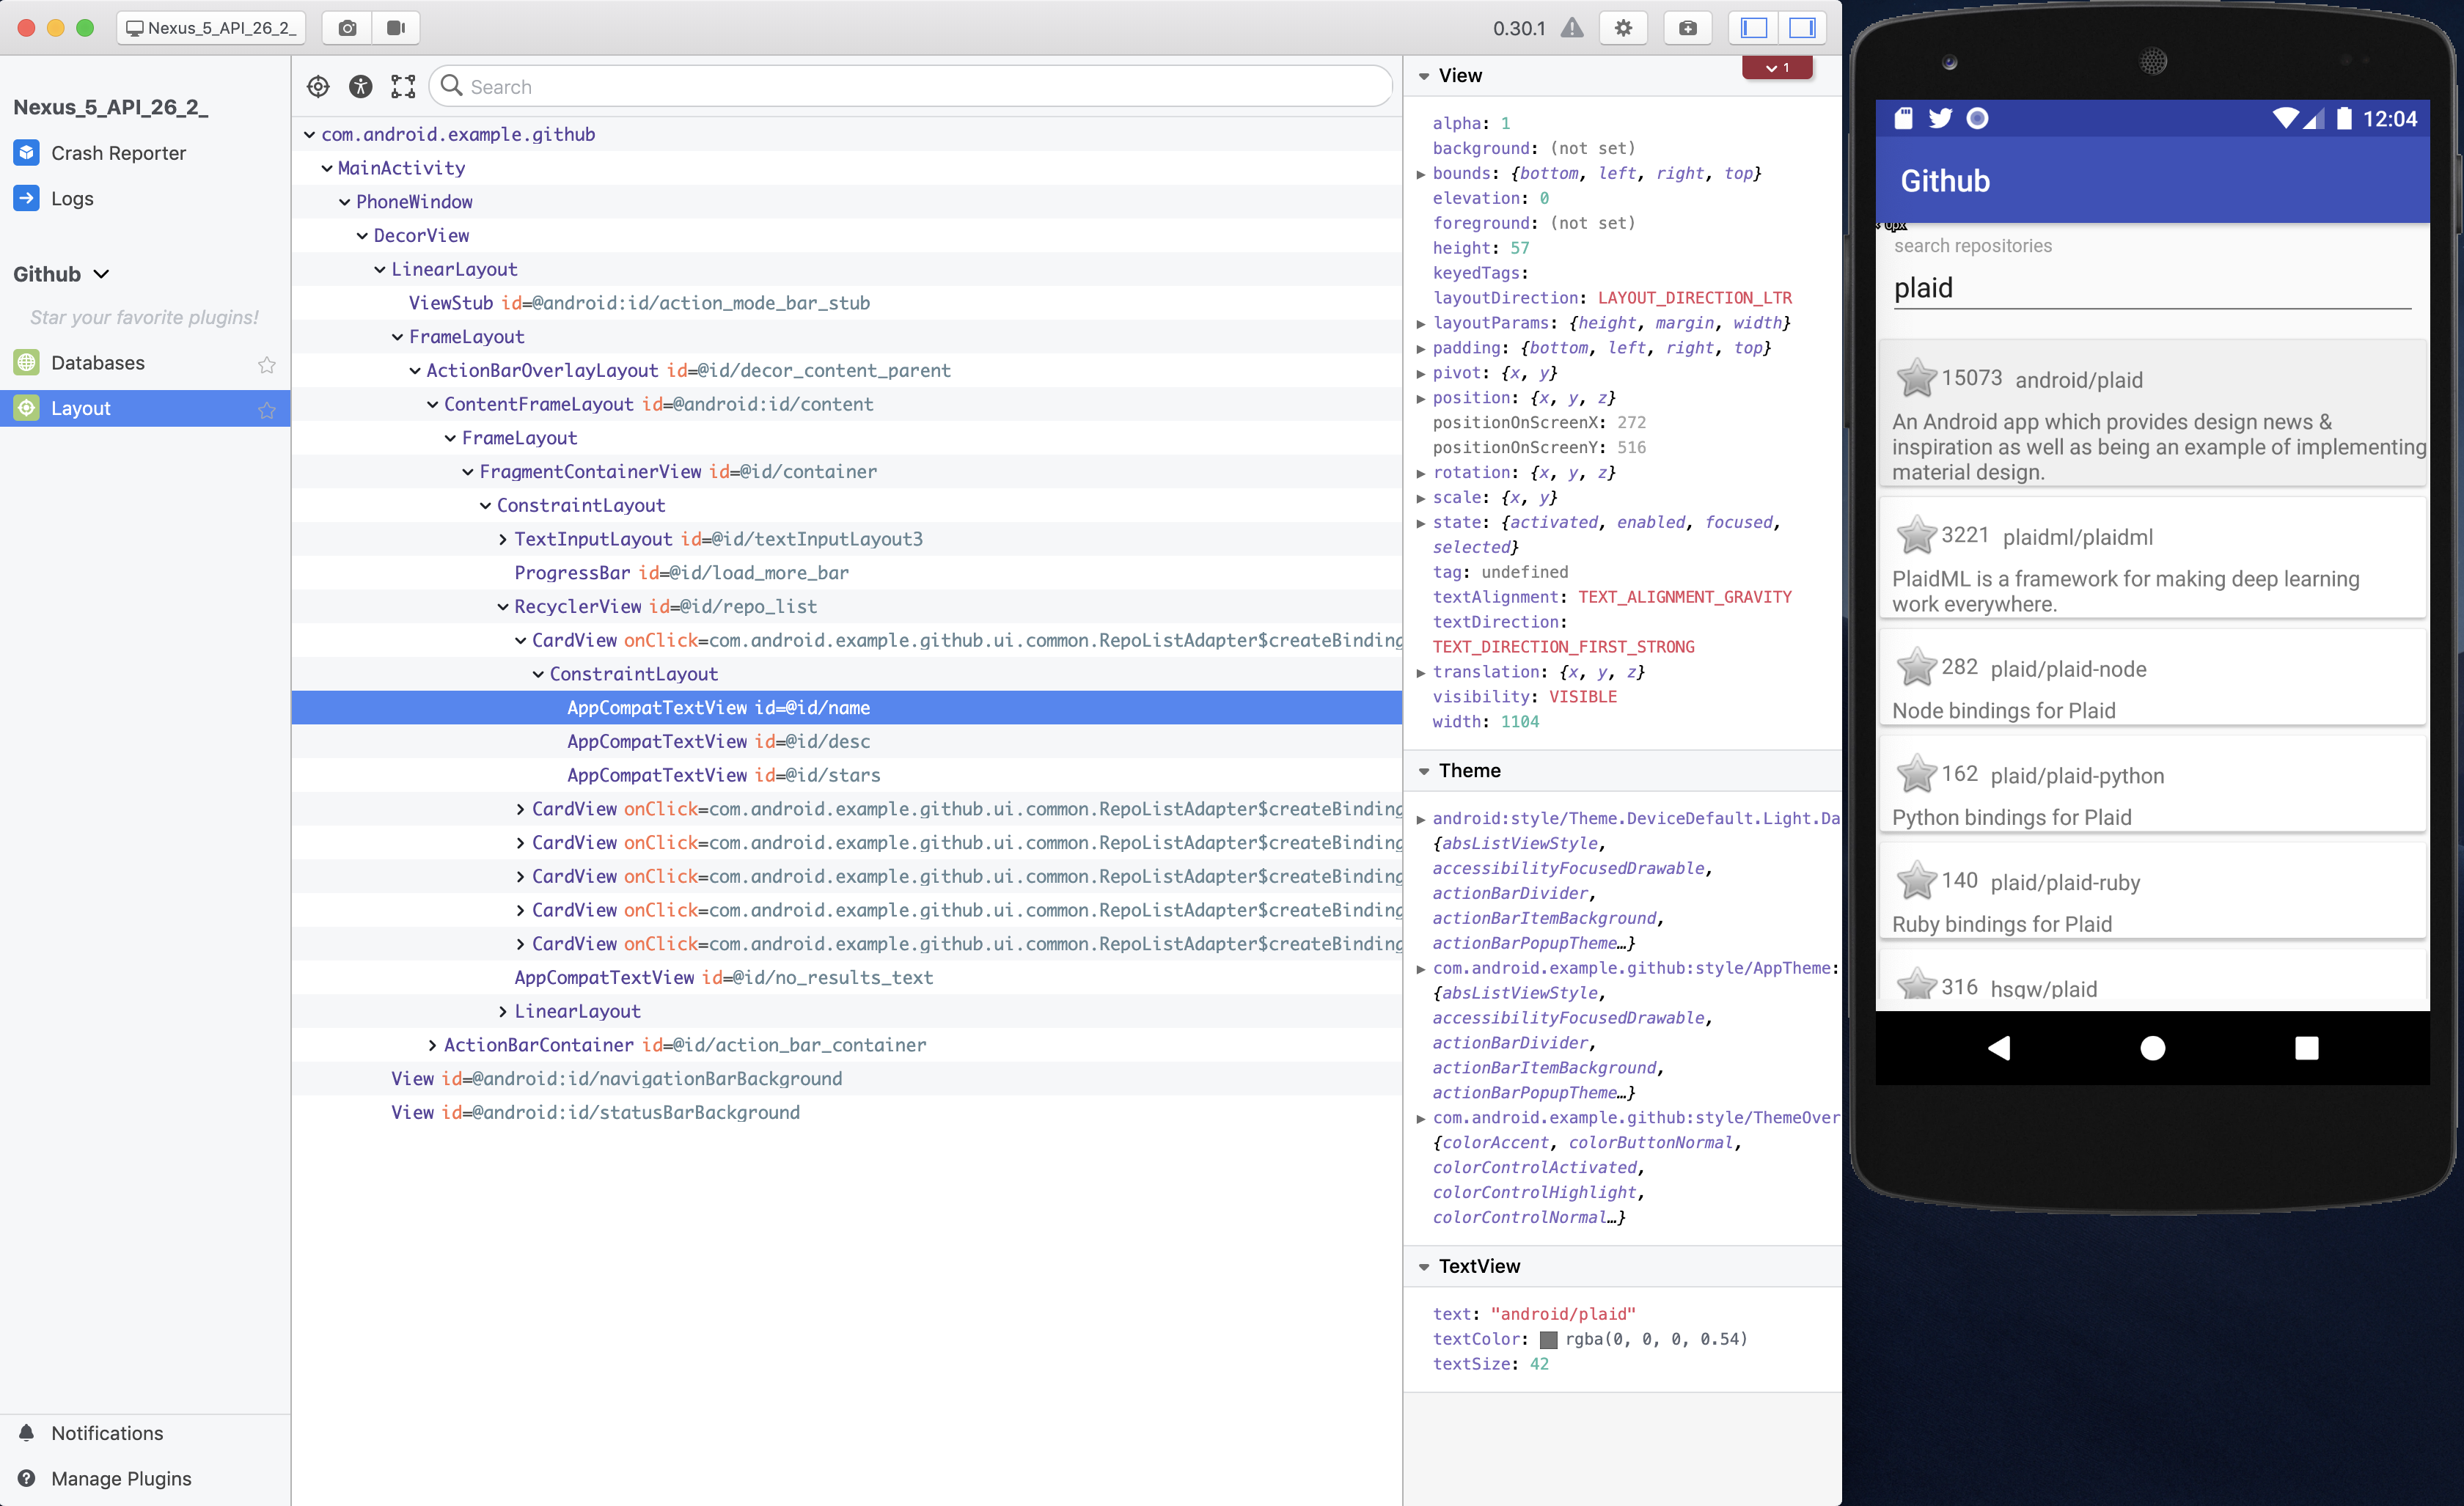 Nexus_5_API_26_2_
0.30.1
Nexus_5_API_26_2_
Crash Reporter
Logs
Github
Star your favorite plugins!
Databases
Layout
Notifications
Manage Plugins
Search
com.android.example.github
MainActivity
PhoneWindow
DecorView
LinearLayout
ViewStub id=@android:id/action_mode_bar_stub
FrameLayout
ActionBarOverlayLayout id=@id/decor_content_parent
ContentFrameLayout id=@android:id/content
FrameLayout
FragmentContainerView id=@id/container
ConstraintLayout
TextInputLayout id=@id/textInputLayout3
ProgressBar id=@id/load_more_bar
RecyclerView id=@id/repo_list
CardView onClick=com.android.example.github.ui.common.RepoListAdapter$createBinding
ConstraintLayout
AppCompatTextView id=@id/name
AppCompatTextView id=@id/desc
AppCompatTextView id=@id/stars
CardView onClick=com.android.example.github.ui.common.RepoListAdapter$createBinding
CardView onClick=com.android.example.github.ui.common.RepoListAdapter$createBinding
CardView onClick=com.android.example.github.ui.common.RepoListAdapter$createBinding
CardView onClick=com.android.example.github.ui.common.RepoListAdapter$createBinding
CardView onClick=com.android.example.github.ui.common.RepoListAdapter$createBinding
AppCompatTextView id=@id/no_results_text
LinearLayout
ActionBarContainer id=@id/action_bar_container
View id=@android:id/navigationBarBackground
View id=@android:id/statusBarBackground
View
1
alpha: 1
background: (not set)
bounds: {bottom, left, right, top}
elevation: 0
foreground: (not set)
height: 57
keyedTags:
layoutDirection: LAYOUT_DIRECTION_LTR
layoutParams: {height, margin, width}
padding: {bottom, left, right, top}
pivot: {x, y}
position: {x, y, z}
positionOnScreenX: 272
positionOnScreenY: 516
rotation: {x, y, z}
scale: {x, y}
state: {activated, enabled, focused,
selected}
tag: undefined
textAlignment: TEXT_ALIGNMENT_GRAVITY
textDirection:
TEXT_DIRECTION_FIRST_STRONG
translation: {x, y, z}
visibility: VISIBLE
width: 1104
Theme
android:style/Theme.DeviceDefault.Light.Da
{absListViewStyle,
accessibilityFocusedDrawable,
actionBarDivider,
actionBarItemBackground,
actionBarPopupTheme…}
com.android.example.github:style/AppTheme:
{absListViewStyle,
accessibilityFocusedDrawable,
actionBarDivider,
actionBarItemBackground,
actionBarPopupTheme…}
com.android.example.github:style/ThemeOver
{colorAccent, colorButtonNormal,
colorControlActivated,
colorControlHighlight,
colorControlNormal…}
TextView
text: "android/plaid"
textColor: rgba(0, 0, 0, 0.54)
textSize: 42
12:04
Github
0px
search repositories
plaid
15073 android/plaid
An Android app which provides design news &
inspiration as well as being an example of implementing
material design.
3221 plaidml/plaidml
PlaidML is a framework for making deep learning
work everywhere.
282 plaid/plaid-node
Node bindings for Plaid
162 plaid/plaid-python
Python bindings for Plaid
140 plaid/plaid-ruby
Ruby bindings for Plaid
316 hsgw/plaid